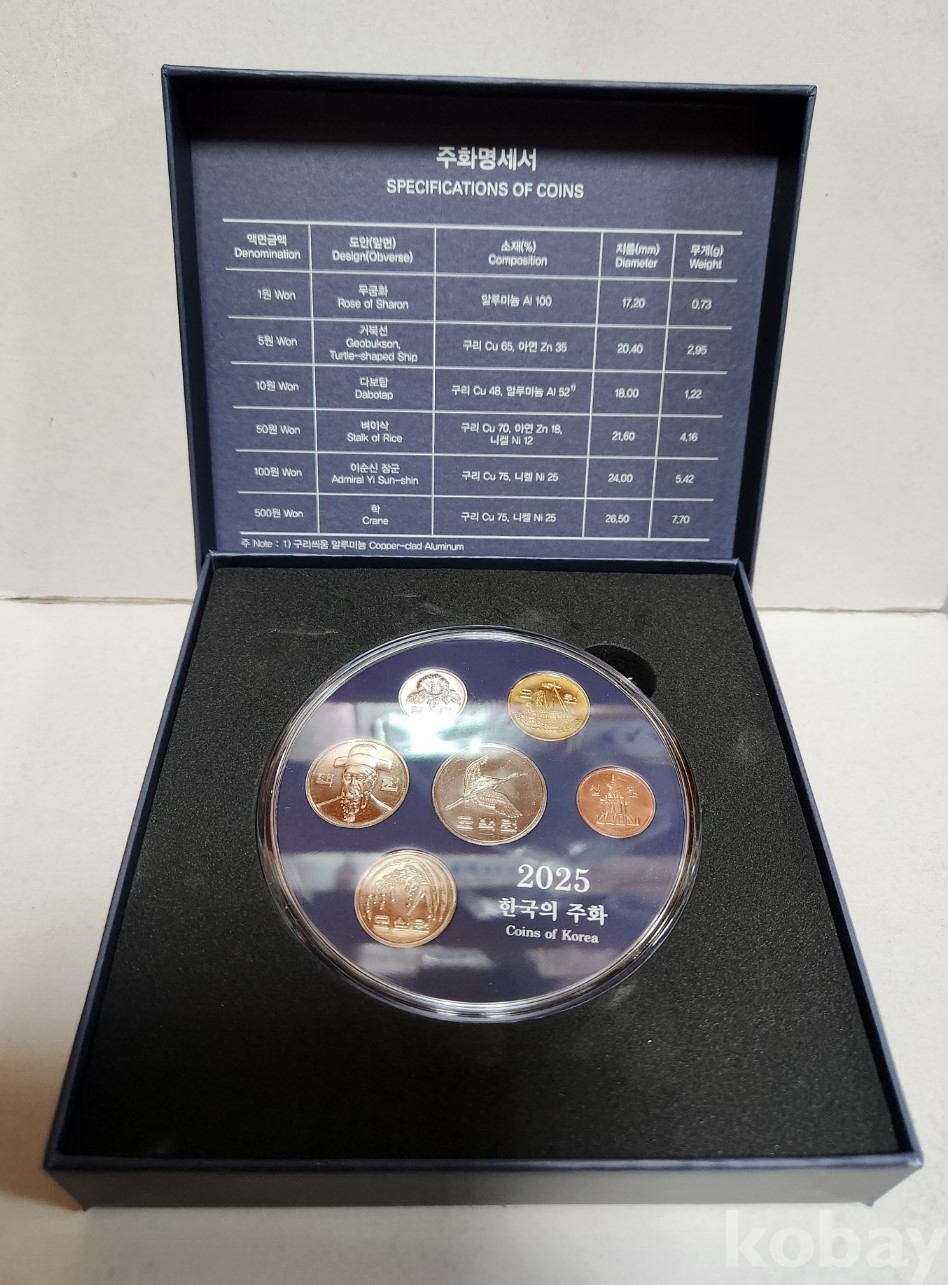 주화명세서
SPECIFICATIONS OF COINS
액면금액 도안(앞면) 소재(%) 지름(mm) 무게(g)
Denomination Design(Obverse) Composition Diameter Weight
1원 Won 무궁화 Rose of Sharon 알루미늄 Al 100 17.20 0.73
5원 Won 거북선 Geobukson, Turtle-shaped Ship 구리 Cu 65, 아연 Zn 35 20.40 2.95
10원 Won 다보탑 Dabotap 구리 Cu 48, 알루미늄 Al 52¹⁾ 18.00 1.22
50원 Won 벼이삭 Stalk of Rice 구리 Cu 70, 아연 Zn 18, 니켈 Ni 12 21.60 4.16
100원 Won 이순신 장군 Admiral Yi Sun-shin 구리 Cu 75, 니켈 Ni 25 24.00 5.42
500원 Won 학 Crane 구리 Cu 75, 니켈 Ni 25 26.50 7.70
주 Note : 1) 구리씌움 알루미늄 Copper-clad Aluminum
백 원
오백원
십 원
오십원
2025
한국의 주화
Coins of Korea
kobay